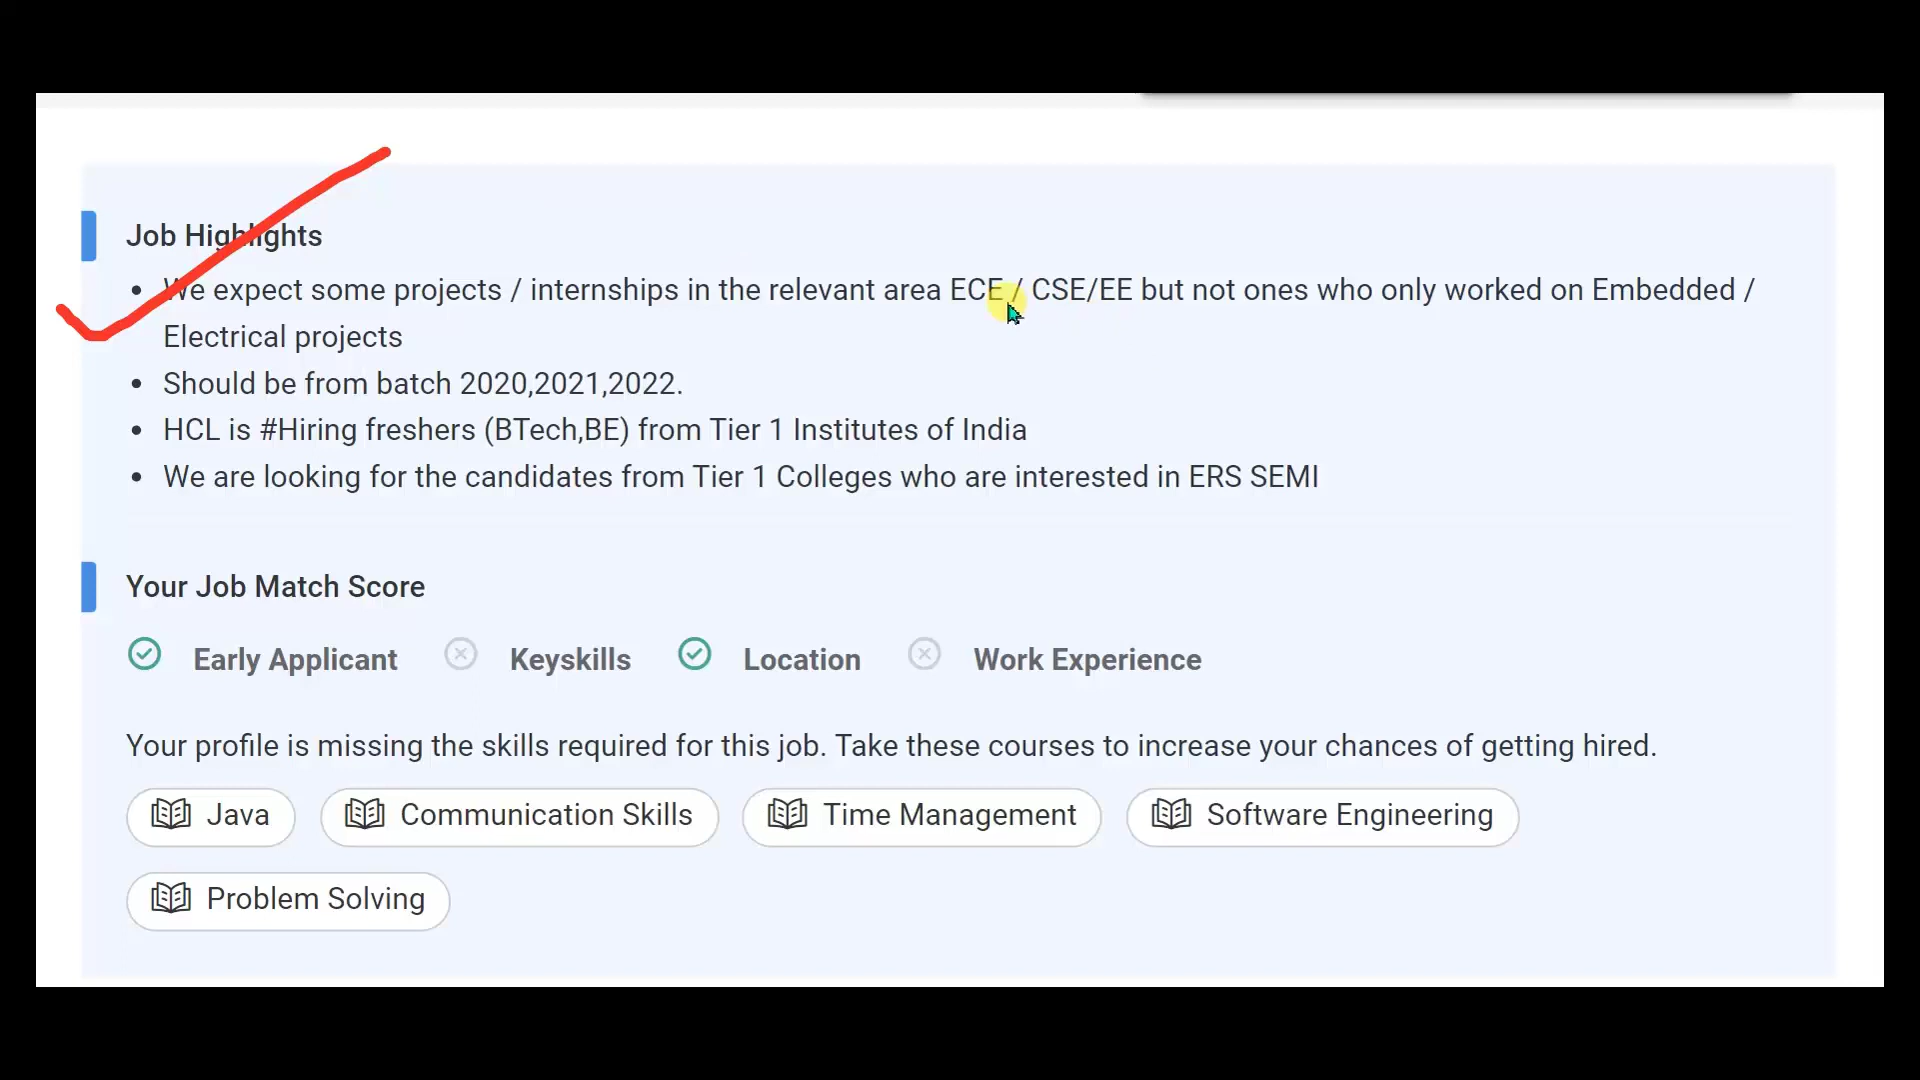 Job Highlights
We expect some projects / internships in the relevant area ECE / CSE/EE but not ones who only worked on Embedded /
Electrical projects
Should be from batch 2020,2021,2022.
HCL is #Hiring freshers (BTech,BE) from Tier 1 Institutes of India
We are looking for the candidates from Tier 1 Colleges who are interested in ERS SEMI
Your Job Match Score
Early Applicant Keyskills Location Work Experience
Your profile is missing the skills required for this job. Take these courses to increase your chances of getting hired.
Java Communication Skills Time Management Software Engineering
Problem Solving